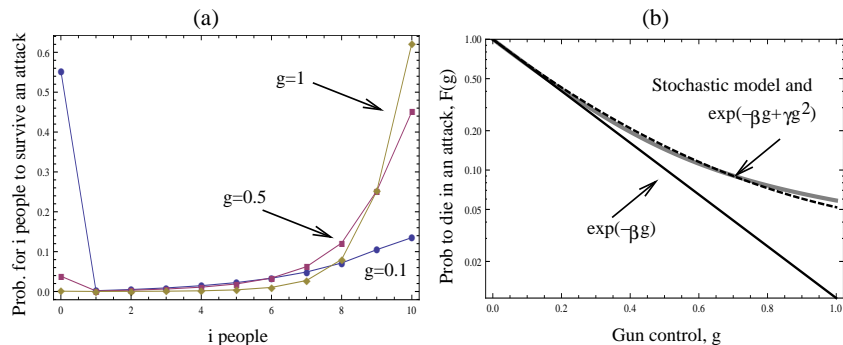 (a)
Prob. for i people to survive an attack
0.6
0.5
0.4
0.3
0.2
0.1
0.0
g=1
g=0.5
g=0.1
0 2 4 6 8 10
i people
(b)
Prob to die in an attack, F(g)
1.00
0.50
0.20
0.10
0.05
0.02
Stochastic model and
exp(-βg+γg²)
exp(-βg)
0.0 0.2 0.4 0.6 0.8 1.0
Gun control, g